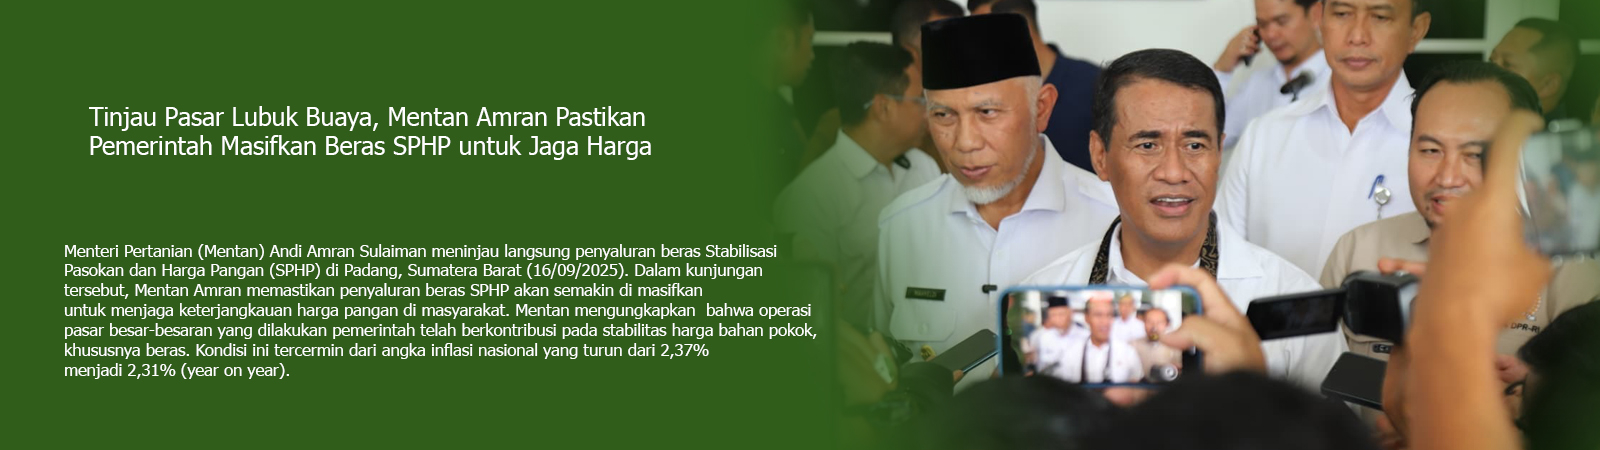 Tinjau Pasar Lubuk Buaya, Mentan Amran Pastikan
Pemerintah Masifkan Beras SPHP untuk Jaga Harga
Menteri Pertanian (Mentan) Andi Amran Sulaiman meninjau langsung penyaluran beras Stabilisasi
Pasokan dan Harga Pangan (SPHP) di Padang, Sumatera Barat (16/09/2025). Dalam kunjungan
tersebut, Mentan Amran memastikan penyaluran beras SPHP akan semakin di masifkan
untuk menjaga keterjangkauan harga pangan di masyarakat. Mentan mengungkapkan  bahwa operasi
pasar besar-besaran yang dilakukan pemerintah telah berkontribusi pada stabilitas harga bahan pokok,
khususnya beras. Kondisi ini tercermin dari angka inflasi nasional yang turun dari 2,37%
menjadi 2,31% (year on year).